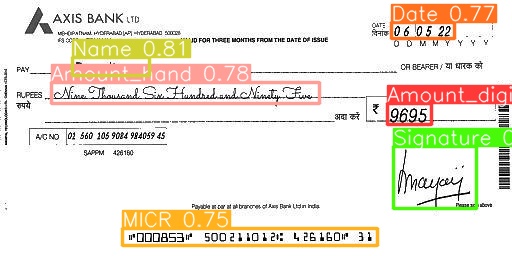 AXIS BANK LTD
MEHDIPATNAM, HYDERABAD [AP] HYDERABAD 500028
VALID FOR THREE MONTHS FROM THE DATE OF ISSUE
DATE दिनांक 0 6 0 5 2 2
D D M M Y Y Y Y
Date 0.77
Name 0.81
PAY
OR BEARER / या धारक को
Amount_hand 0.78
RUPEES रुपये Nine Thousand Six Hundred and Ninety Five
अदा करें ₹ 9695
Amount_digi
A/C NO 02 560 105 9084 984059 45
SAPPM 426160
Signature 0
Payable at par at all branches of Axis Bank Ltd in India.
Please sign above
MICR 0.75
⑈000853⑈ 500211012⑆ 426160⑈ 31